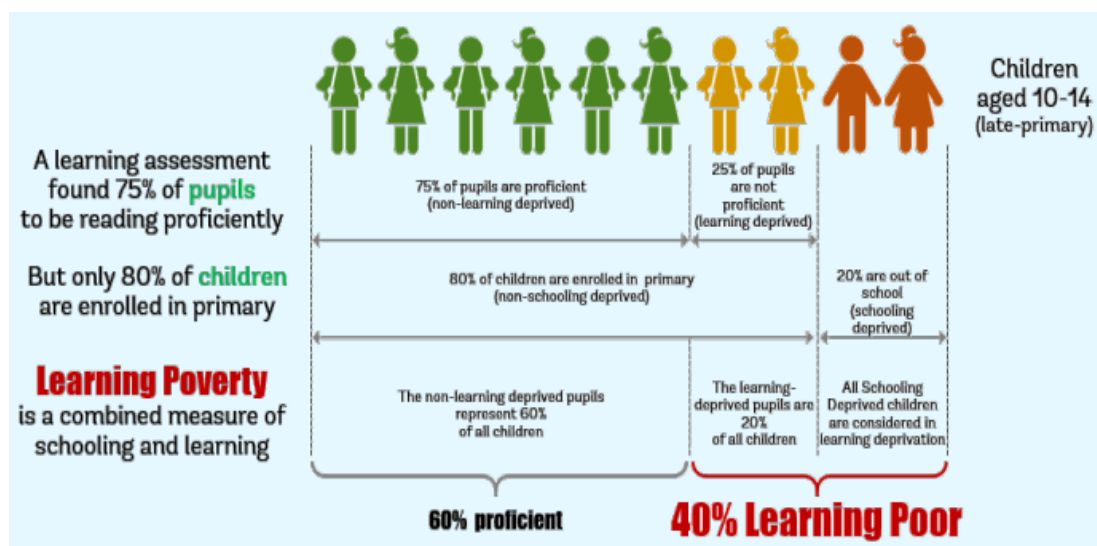 Children
aged 10-14
(late-primary)
A learning assessment
found 75% of pupils
to be reading proficiently
75% of pupils are proficient
(non-learning deprived)
25% of pupils
are not
proficient
(learning deprived)
But only 80% of children
are enrolled in primary
80% of children are enrolled in primary
(non-schooling deprived)
20% are out of
school
(schooling
deprived)
Learning Poverty
is a combined measure of
schooling and learning
The non-learning deprived pupils
represent 60%
of all children
The learning-
deprived pupils are
20%
of all children
All Schooling
Deprived children
are considered in
learning deprivation
60% proficient
40% Learning Poor